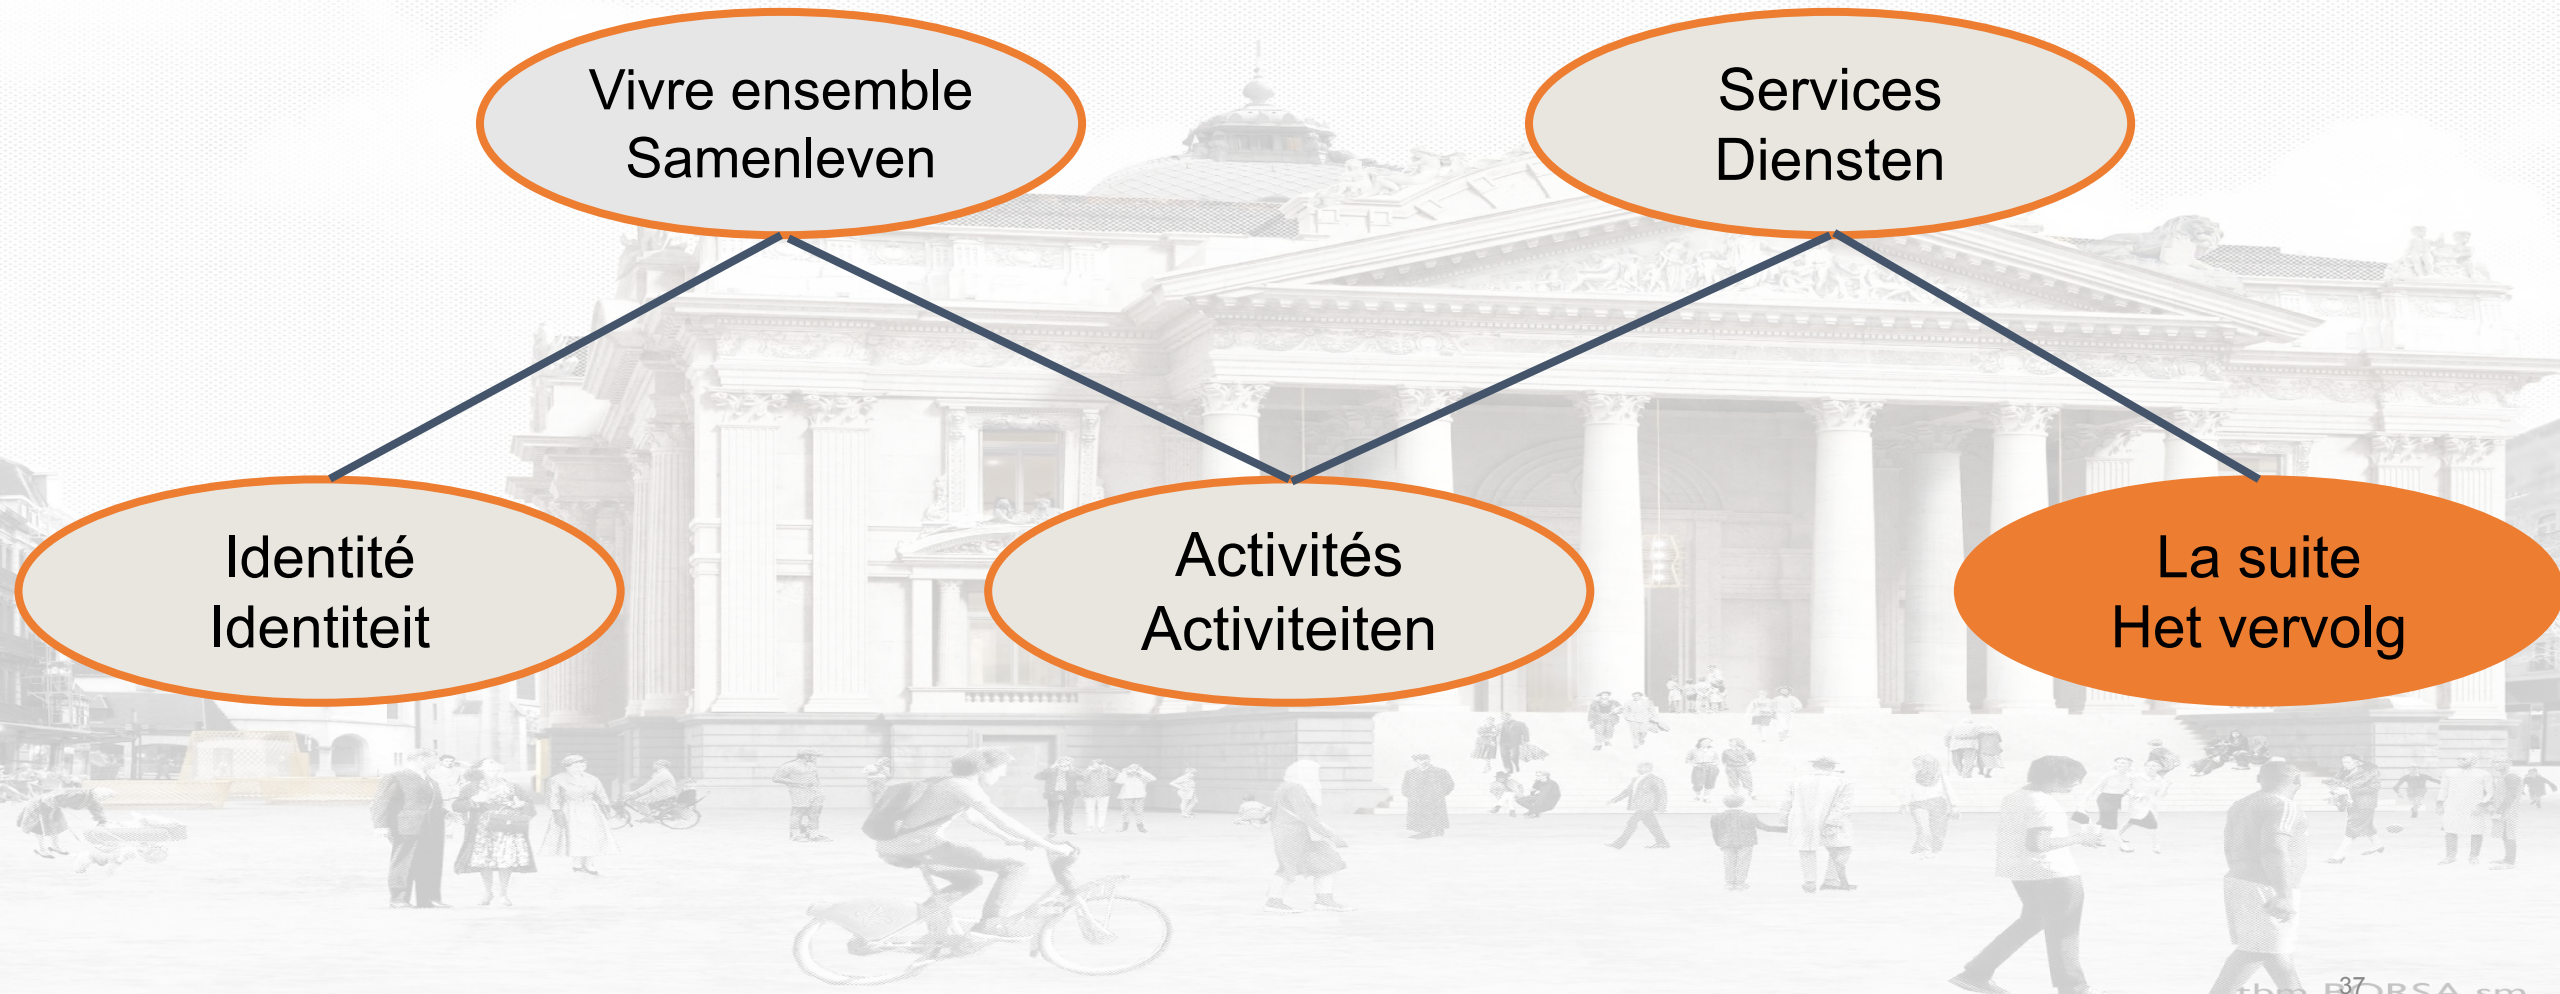 Vivre ensemble
Samenleven
Services
Diensten
Identité
Identiteit
Activités
Activiteiten
La suite
Het vervolg
37